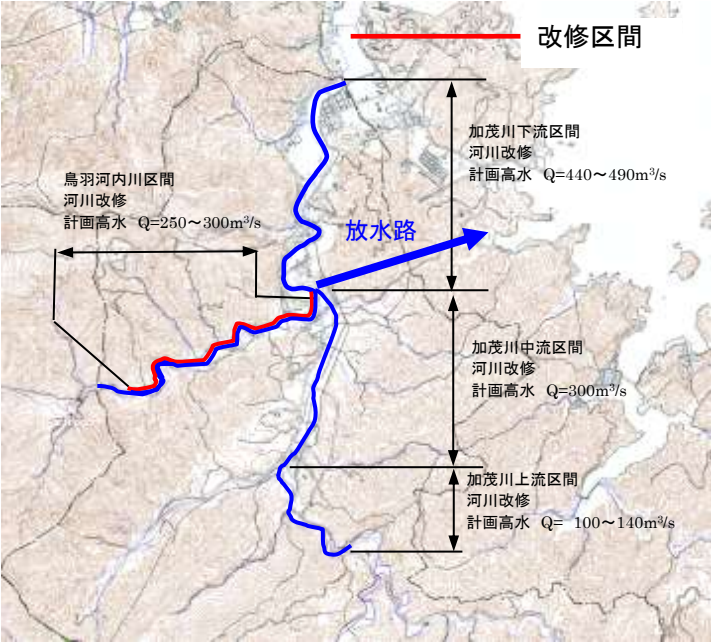 改修区間
加茂川下流区間
河川改修
計画高水 Q=440～490m³/s
鳥羽河内川区間
河川改修
計画高水 Q=250～300m³/s
放水路
加茂川中流区間
河川改修
計画高水 Q=300m³/s
加茂川上流区間
河川改修
計画高水 Q= 100～140m³/s